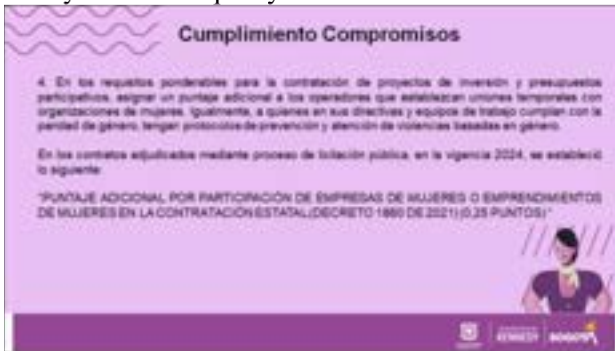 Cumplimiento Compromisos
4. En los requisitos ponderables para la contratación de proyectos de inversión y presupuestos
participativos, asignar un puntaje adicional a los operadores que establezcan uniones temporales con
organizaciones de mujeres. Igualmente, a quienes en sus directivas y equipos de trabajo cumplan con la
paridad de género, tengan protocolos de prevención y atención de violencias basadas en género.
En los contratos adjudicados mediante proceso de licitación pública, en la vigencia 2024, se estableció
lo siguiente:
"PUNTAJE ADICIONAL POR PARTICIPACIÓN DE EMPRESAS DE MUJERES O EMPRENDIMIENTOS
DE MUJERES EN LA CONTRATACIÓN ESTATAL (DECRETO 1860 DE 2021) (0,25 PUNTOS)"
KENNEDY BOGOTÁ